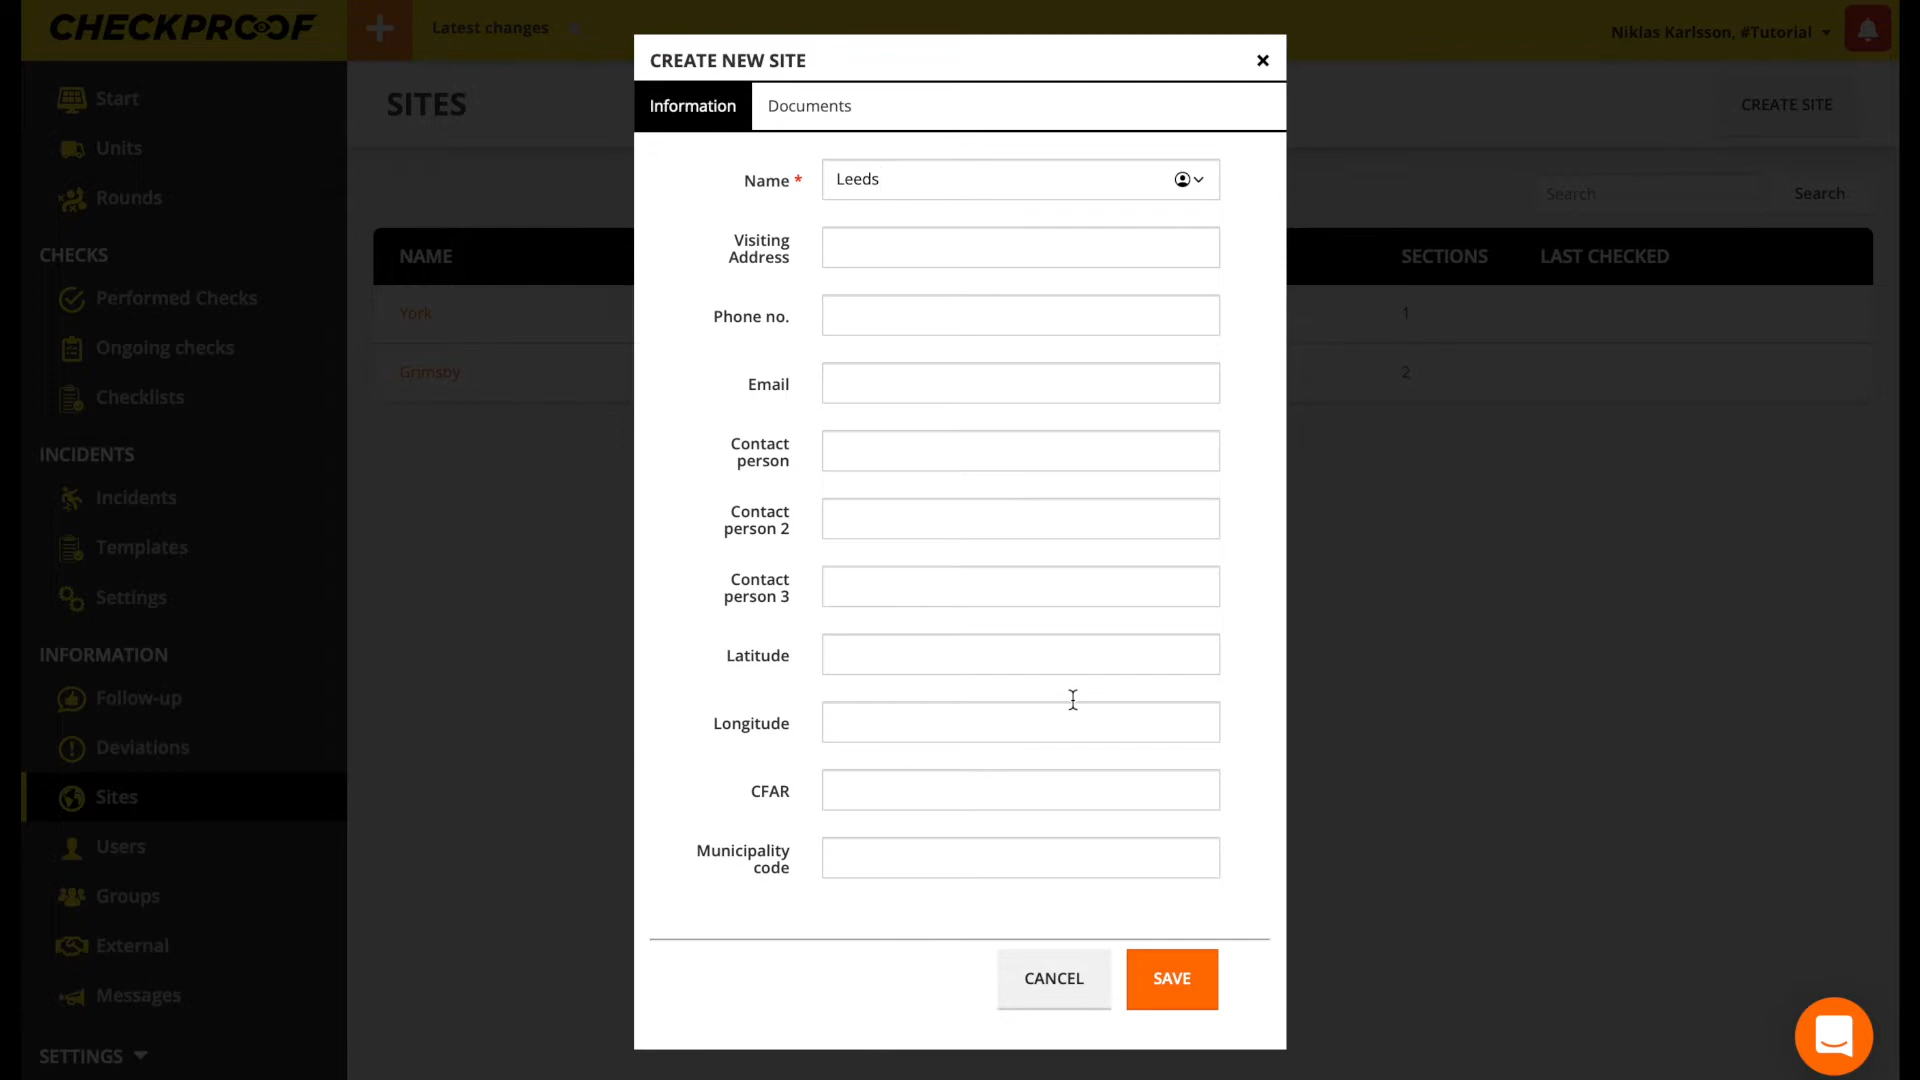 CHECKPROOF
Latest changes
Niklas Karlsson, #Tutorial
Start
Units
Rounds
CHECKS
Performed Checks
Ongoing checks
Checklists
INCIDENTS
Incidents
Templates
Settings
INFORMATION
Follow-up
Deviations
Sites
Users
Groups
External
Messages
SETTINGS
SITES
CREATE SITE
Search
Search
NAME
SECTIONS
LAST CHECKED
York
1
Grimsby
2
CREATE NEW SITE
Information
Documents
Name *
Leeds
Visiting
Address
Phone no.
Email
Contact
person
Contact
person 2
Contact
person 3
Latitude
Longitude
CFAR
Municipality
code
CANCEL
SAVE